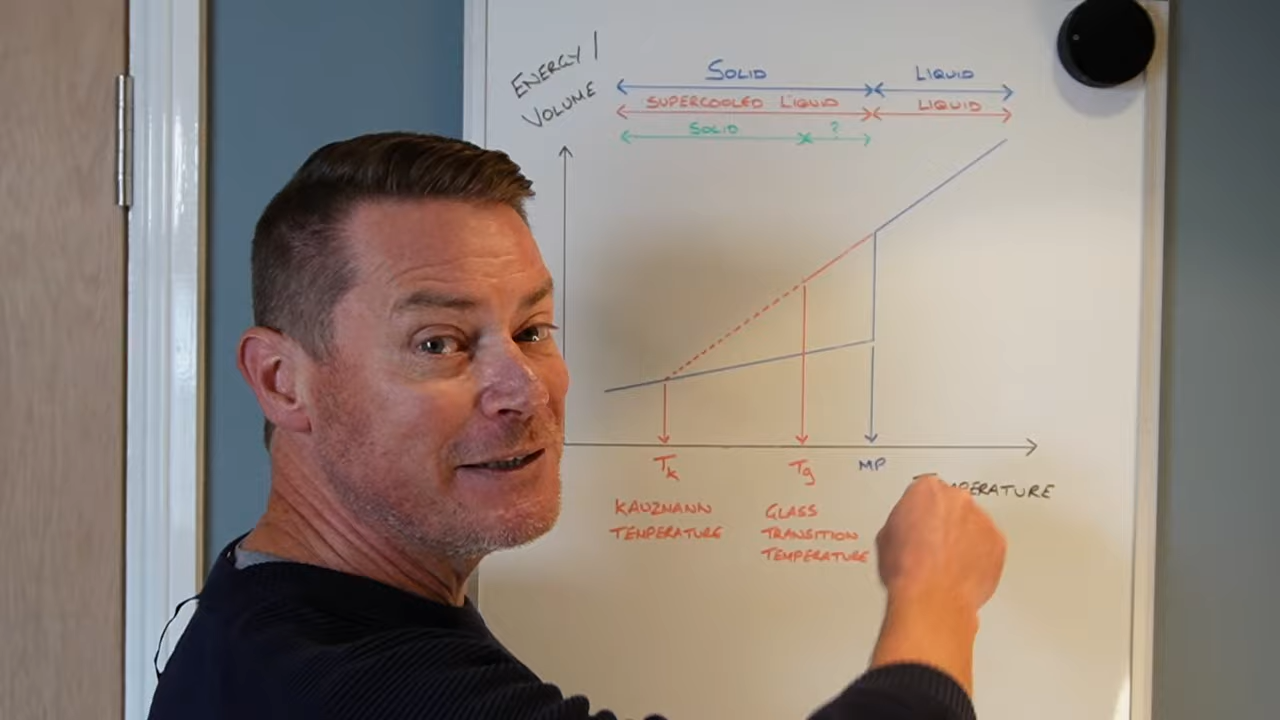 ENERGY /
VOLUME
SOLID LIQUID
SUPERCOOLED LIQUID LIQUID
SOLID ?
Tk Tg MP
TEMPERATURE
KAUZMANN
TEMPERATURE
GLASS
TRANSITION
TEMPERATURE